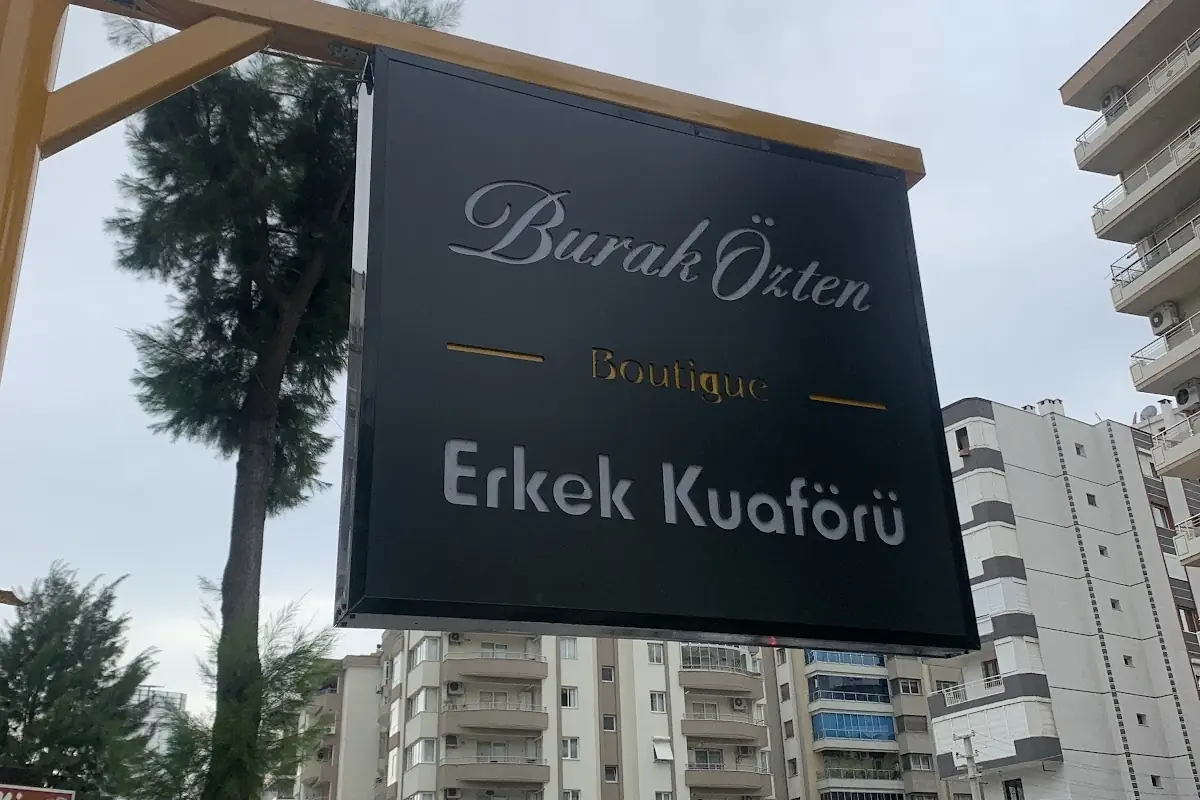 Burak Özten
Boutique
Erkek Kuaförü